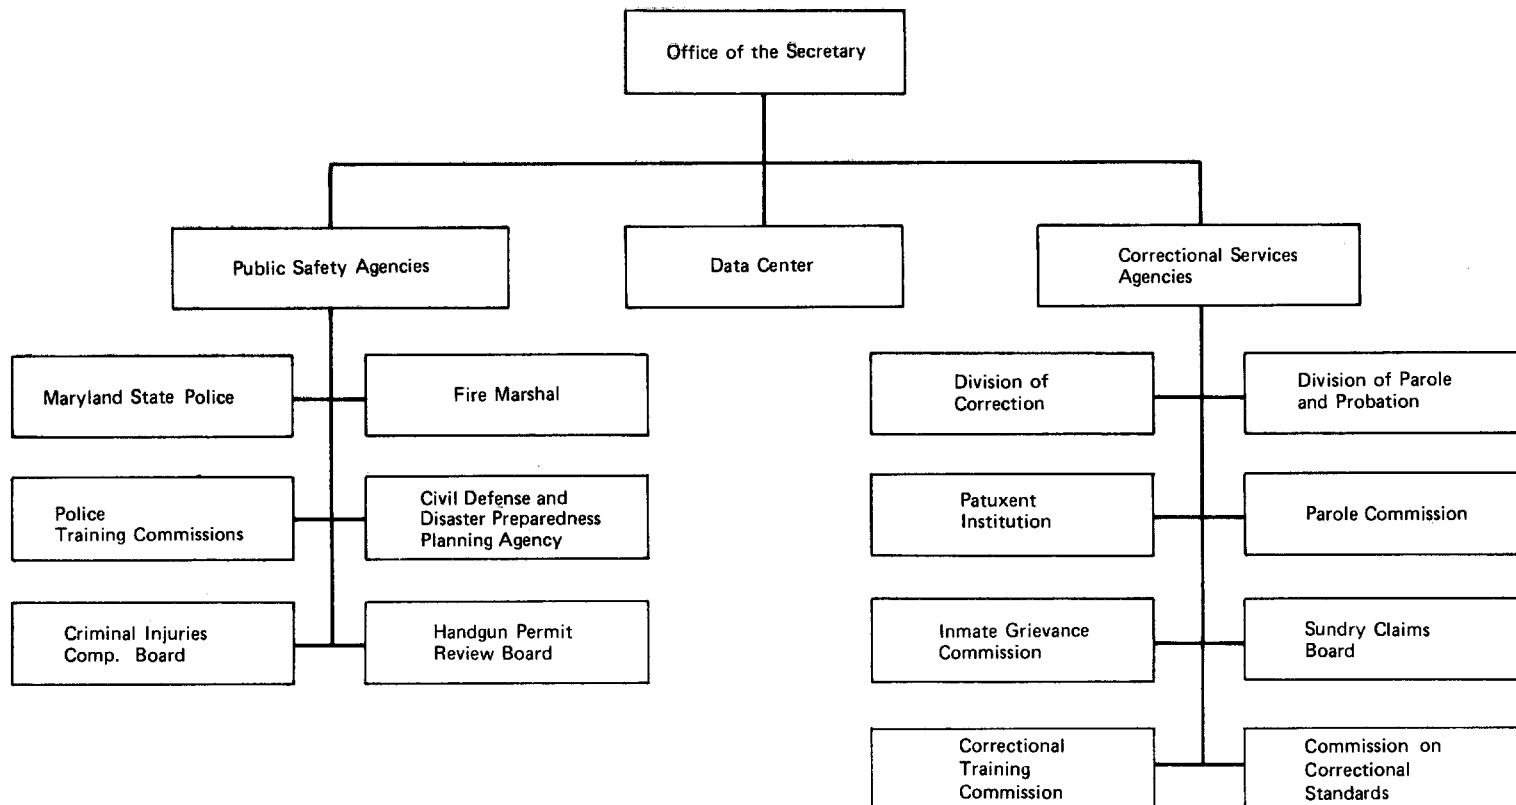 Office of the Secretary
Public Safety Agencies
Data Center
Correctional Services
Agencies
Maryland State Police
Fire Marshal
Division of
Correction
Division of Parole
and Probation
Police
Training Commissions
Civil Defense and
Disaster Preparedness
Planning Agency
Patuxent
Institution
Parole Commission
Criminal Injuries
Comp. Board
Handgun Permit
Review Board
Inmate Grievance
Commission
Sundry Claims
Board
Correctional
Training
Commission
Commission on
Correctional
Standards